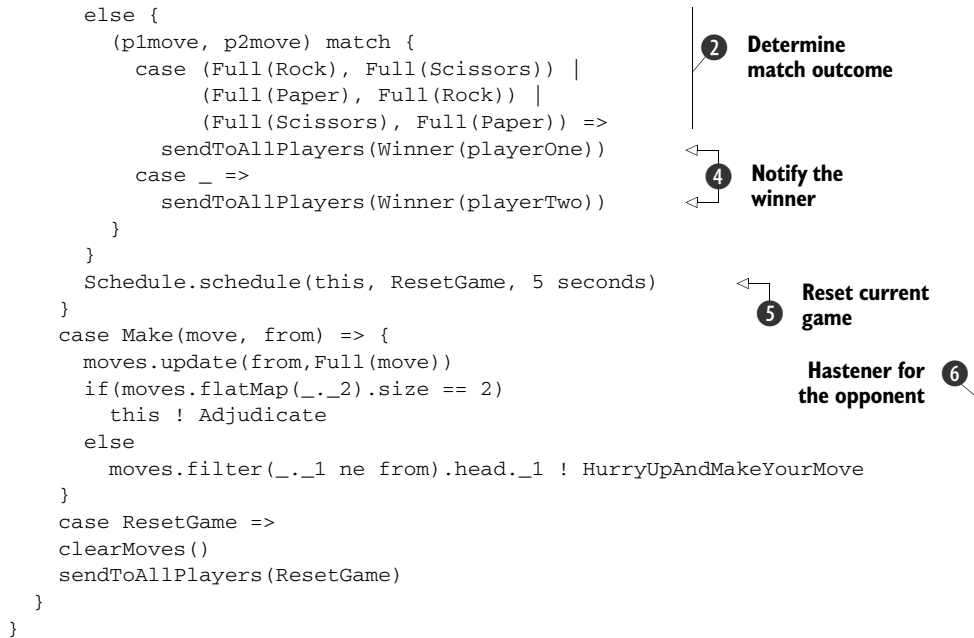 else {
(p1move, p2move) match {
case (Full(Rock), Full(Scissors)) |
(Full(Paper), Full(Rock)) |
(Full(Scissors), Full(Paper)) =>
2 Determine
match outcome
sendToAllPlayers(Winner(playerOne))
case _ =>
sendToAllPlayers(Winner(playerTwo))
4 Notify the
winner
}
}
Schedule.schedule(this, ResetGame, 5 seconds)
5 Reset current
game
}
case Make(move, from) => {
moves.update(from,Full(move))
if(moves.flatMap(_._2).size == 2)
this ! Adjudicate
else
moves.filter(_._1 ne from).head._1 ! HurryUpAndMakeYourMove
Hastener for 6
the opponent
}
case ResetGame =>
clearMoves()
sendToAllPlayers(ResetGame)
}
}